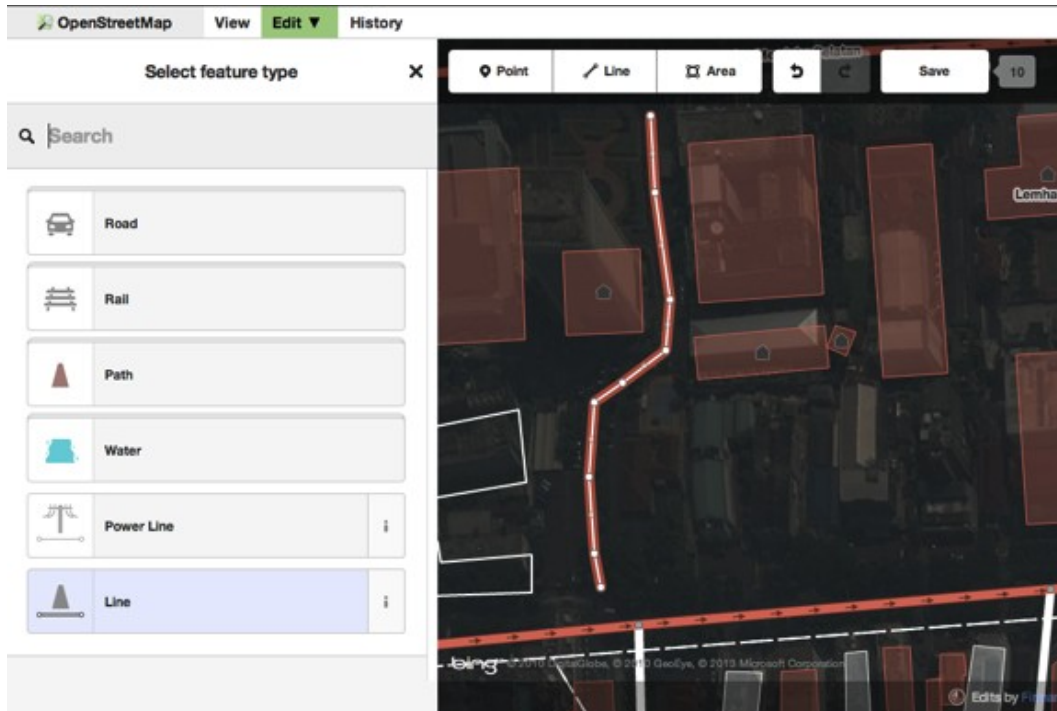 OpenStreetMap View Edit ▼ History
Select feature type
Point Line Area Save 10
Search
Road
Rail
Path
Water
Power Line
Line
Lemha
bing © 2010 DigitalGlobe, © 2010 GeoEye, © 2013 Microsoft Corporation
Edits by